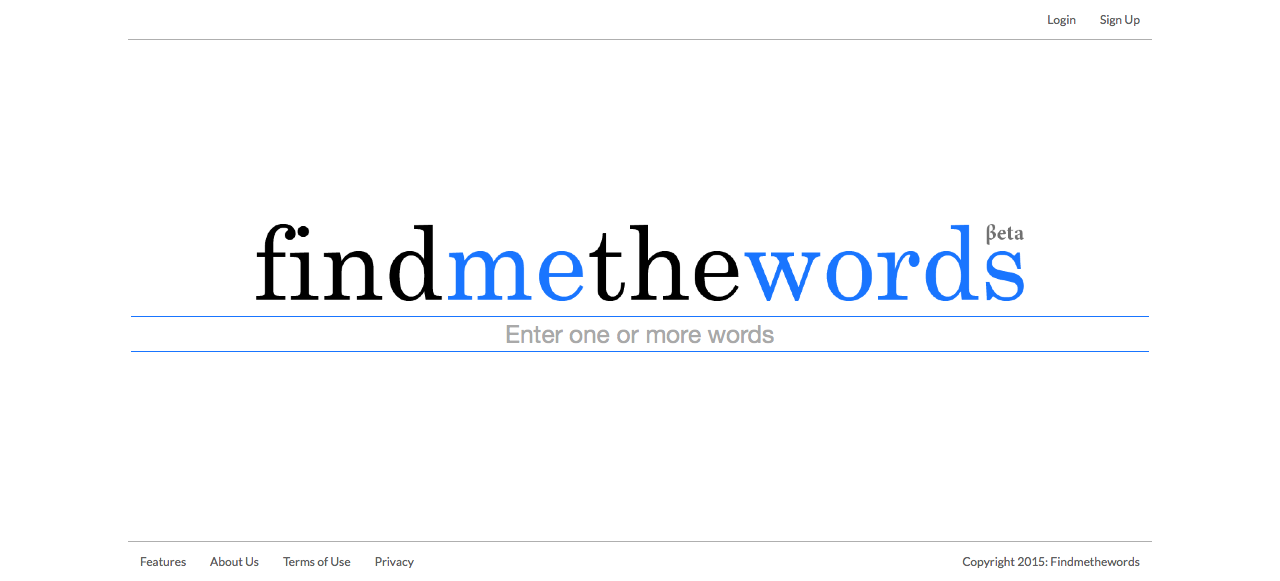 Login Sign Up
findmethewords βeta
Enter one or more words
Features About Us Terms of Use Privacy Copyright 2015: Findmethewords